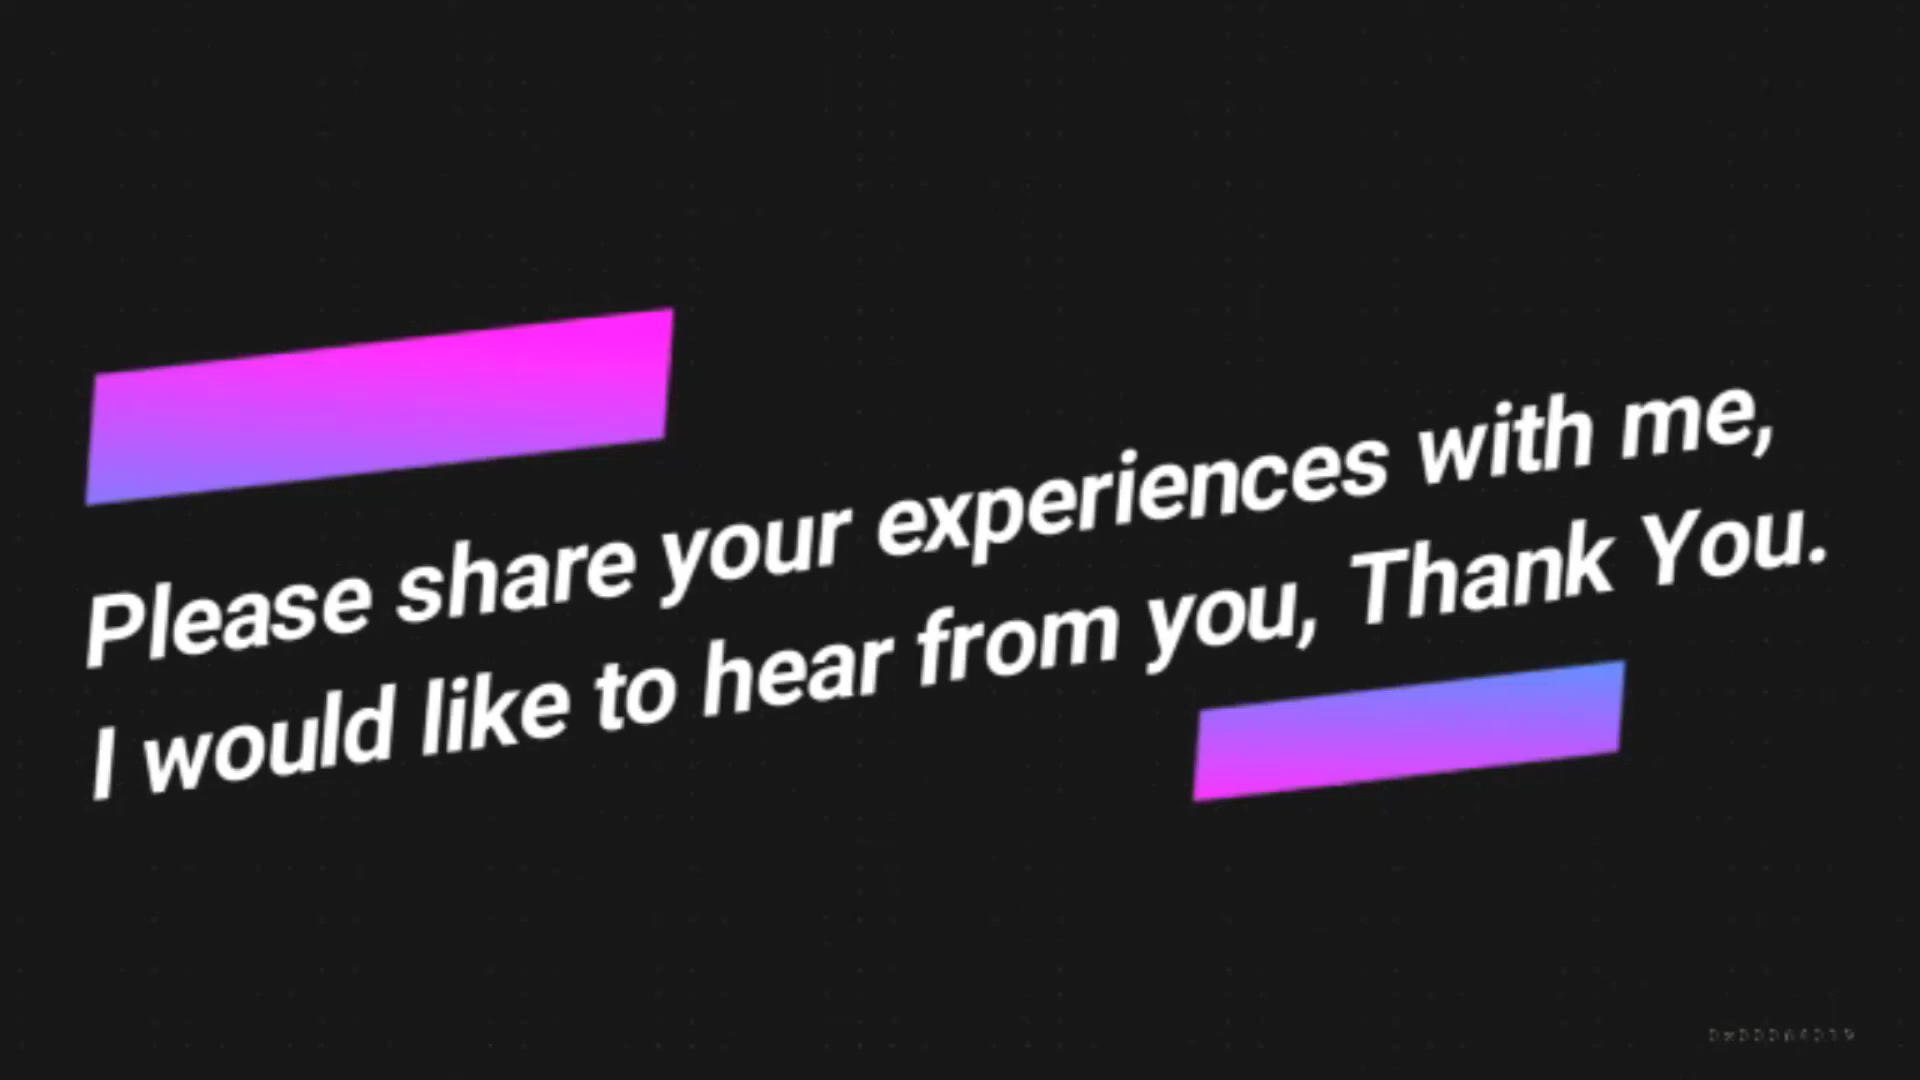 Please share your experiences with me,
I would like to hear from you, Thank You.